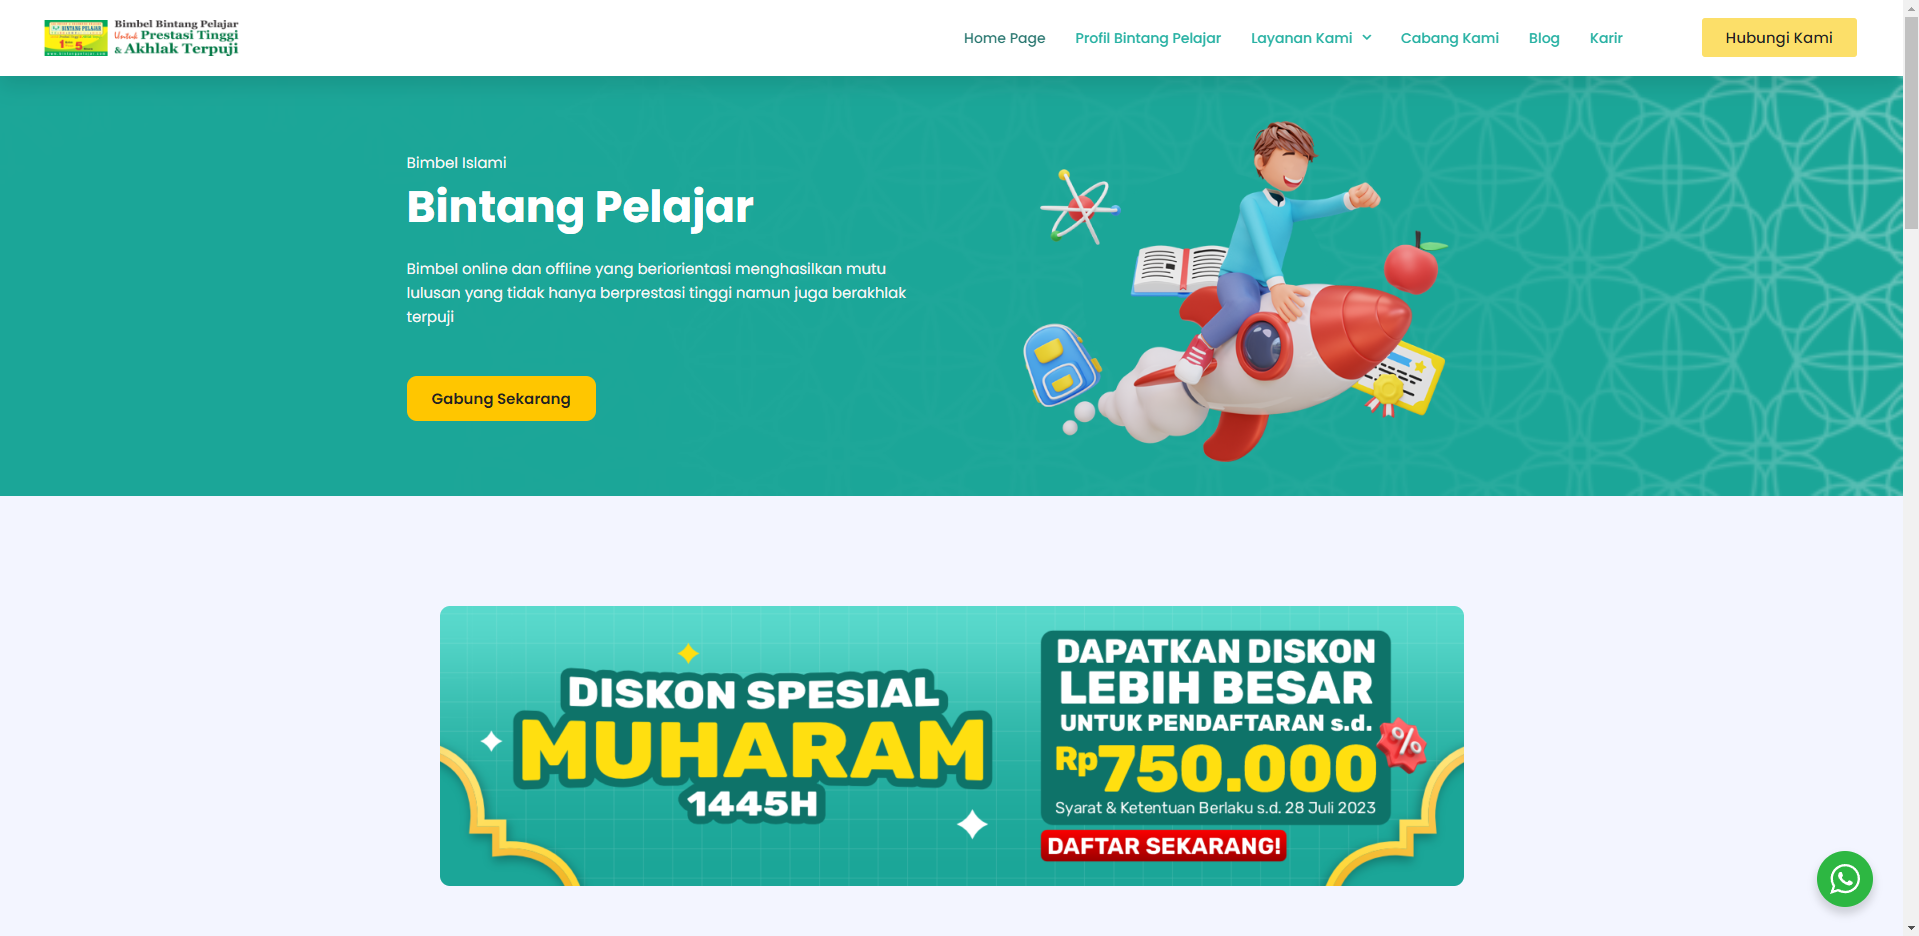 BINTANG PELAJAR
Bimbel Bintang Pelajar
Untuk Prestasi Tinggi
& Akhlak Terpuji
Home Page
Profil Bintang Pelajar
Layanan Kami
Cabang Kami
Blog
Karir
Hubungi Kami
Bimbel Islami
Bintang Pelajar
Bimbel online dan offline yang beriorientasi menghasilkan mutu
lulusan yang tidak hanya berprestasi tinggi namun juga berakhlak
terpuji
Gabung Sekarang
DISKON SPESIAL
MUHARAM
1445H
DAPATKAN DISKON
LEBIH BESAR
UNTUK PENDAFTARAN s.d.
Rp750.000
Syarat & Ketentuan Berlaku s.d. 28 Juli 2023
DAFTAR SEKARANG!
%